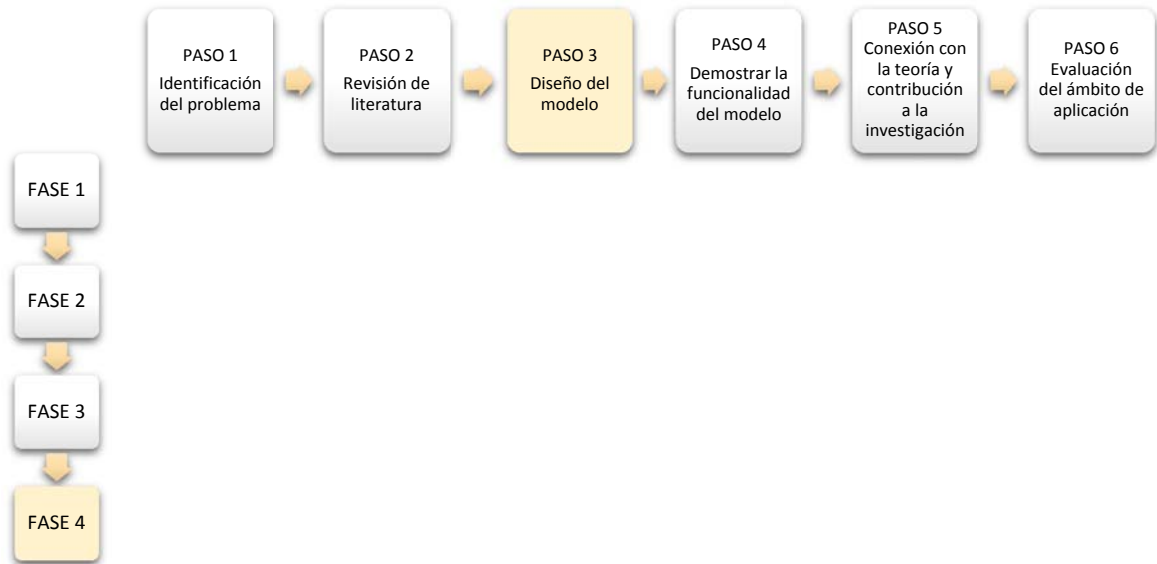 PASO 1
Identificación
del problema
PASO 2
Revisión de
literatura
PASO 3
Diseño del
modelo
PASO 4
Demostrar la
funcionalidad
del modelo
PASO 5
Conexión con
la teoría y
contribución
a la
investigación
PASO 6
Evaluación
del ámbito de
aplicación
FASE 1
FASE 2
FASE 3
FASE 4